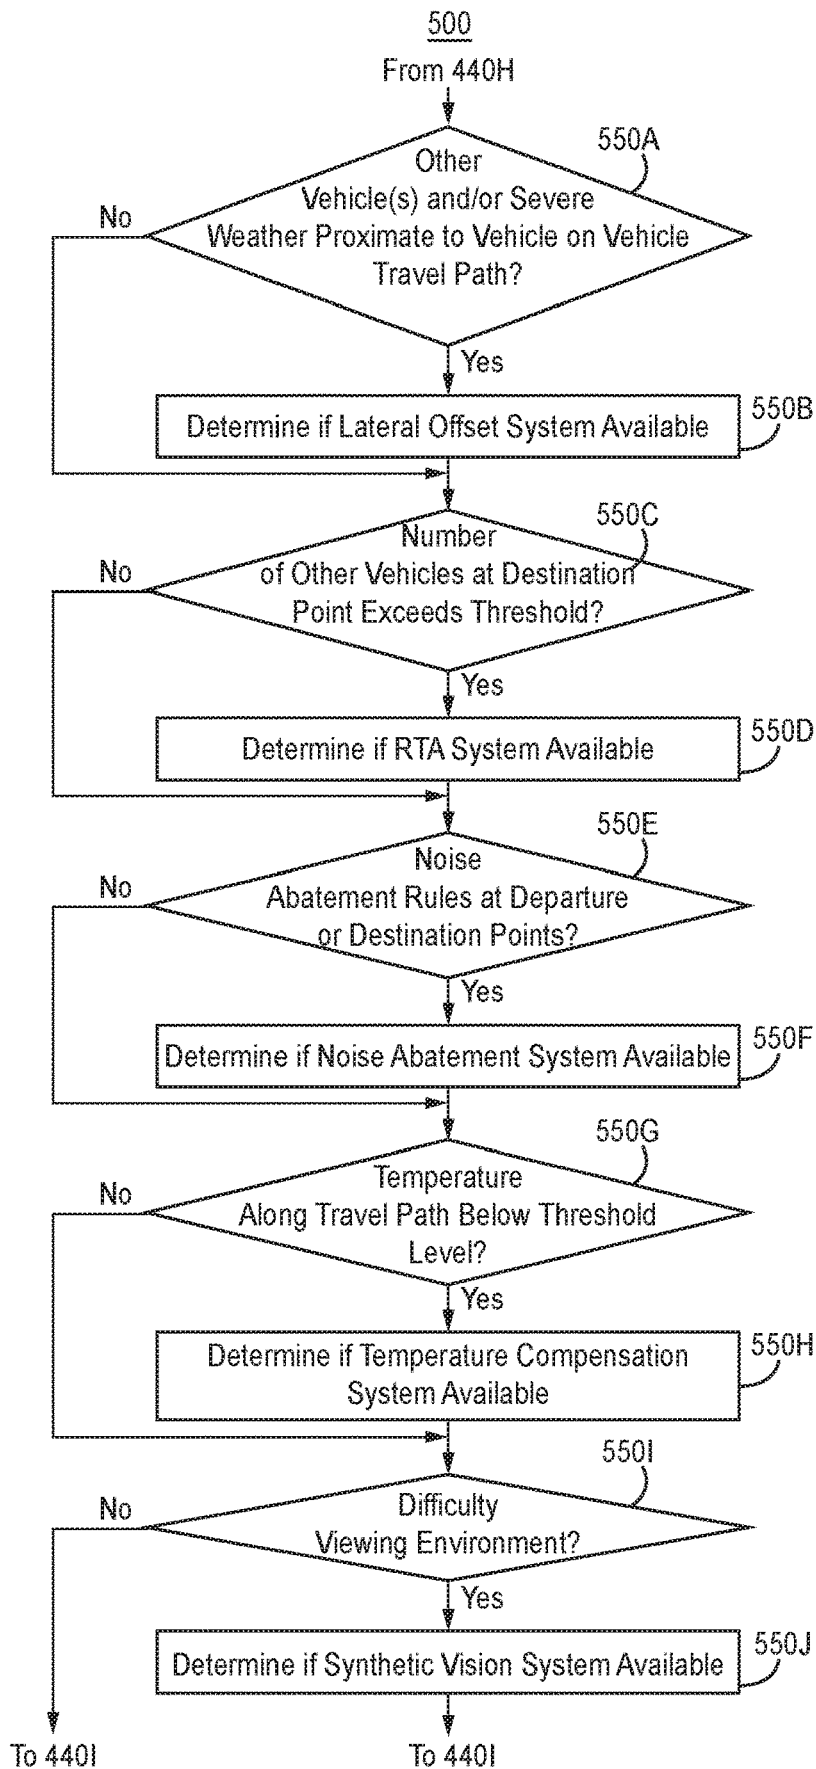 500
From 440H
550A
Other
Vehicle(s) and/or Severe
Weather Proximate to Vehicle on Vehicle
Travel Path?
No
Yes
550B
Determine if Lateral Offset System Available
550C
Number
of Other Vehicles at Destination
Point Exceeds Threshold?
No
Yes
550D
Determine if RTA System Available
550E
Noise
Abatement Rules at Departure
or Destination Points?
No
Yes
550F
Determine if Noise Abatement System Available
550G
Temperature
Along Travel Path Below Threshold
Level?
No
Yes
550H
Determine if Temperature Compensation
System Available
550I
Difficulty
Viewing Environment?
No
Yes
550J
Determine if Synthetic Vision System Available
To 440I
To 440I